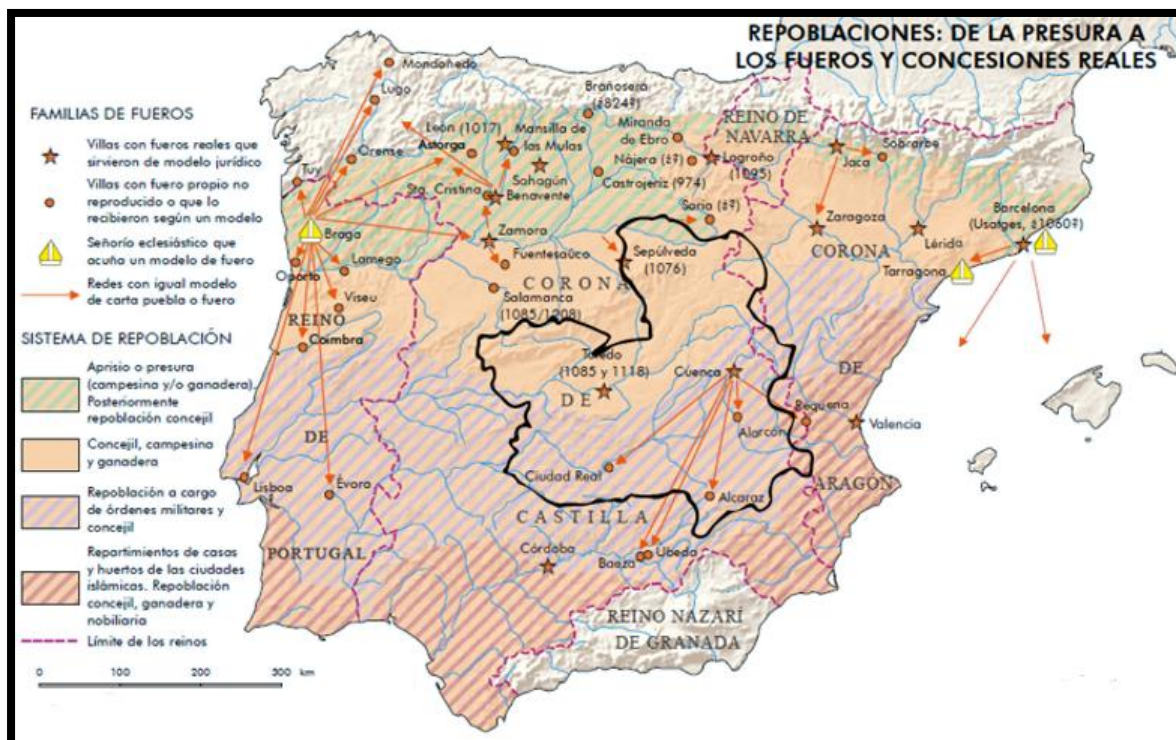 REPOBLACIONES: DE LA PRESURA A
LOS FUEROS Y CONCESIONES REALES
FAMILIAS DE FUEROS
Villas con fueros reales que
sirvieron de modelo jurídico
Villas con fuero propio no
reproducido o que lo
recibieron según un modelo
Señorío eclesiástico que
acuña un modelo de fuero
Redes con igual modelo
de carta puebla o fuero
SISTEMA DE REPOBLACIÓN
Aprisio o presura
(campesina y/o ganadera).
Posteriormente
repoblación concejil
Concejil, campesina
y ganadera
Repoblación a cargo
de órdenes militares y
concejil
Repartimientos de casas
y huertos de las ciudades
islámicas. Repoblación
concejil, ganadera y
nobiliaria
Límite de los reinos
0 100 200 300 km
Mondoñedo
Lugo
Orense
Tuy
Braga
Oporto
Lamego
Viseu
Coimbra
Lisboa
Évora
REINO
DE
PORTUGAL
León (1017)
Astorga
Mansilla de
las Mulas
Sahagún
Sta. Cristina
Benavente
Zamora
Fuentesaúco
Salamanca
(1085/1208)
Brañosera
(¿824?)
Miranda
de Ebro
Nájera (¿?)
Castrojeriz (974)
Logroño
(1095)
Soria (¿?)
Sepúlveda
(1076)
CORONA
DE
CASTILLA
Toledo
(1085 y 1118)
Cuenca
Alarcón
Requena
Ciudad Real
Alcaraz
Córdoba
Baeza
Úbeda
REINO DE
NAVARRA
Jaca
Sobrarbe
Zaragoza
Lérida
Barcelona
(Usatges, ¿1060?)
Tarragona
CORONA
DE
ARAGÓN
Valencia
REINO NAZARÍ
DE GRANADA